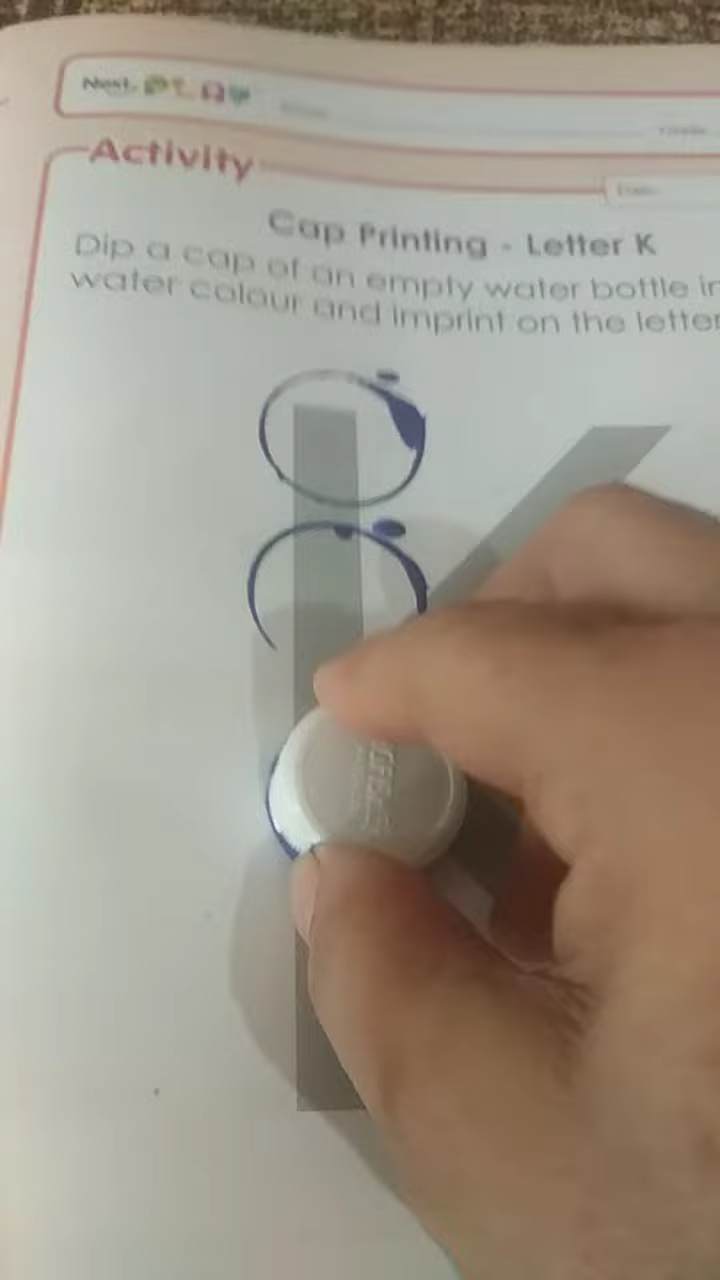 Next
Activity
Cap Printing - Letter K
Dip a cap of an empty water bottle in
water colour and imprint on the letter